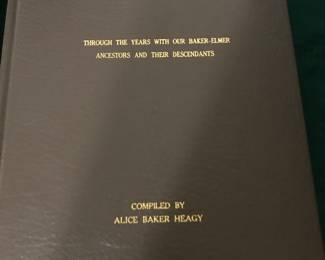 THROUGH THE YEARS WITH OUR BAKER-ELMER
ANCESTORS AND THEIR DESCENDANTS
COMPILED BY
ALICE BAKER HEAGY